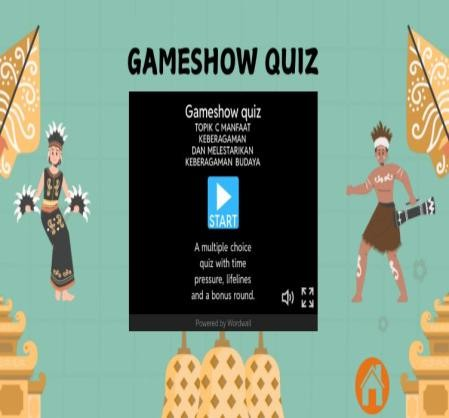 GAMESHOW QUIZ
Gameshow quiz
TOPIK C MANFAAT
KEBERAGAMAN
DAN MELESTARIKAN
KEBERAGAMAN BUDAYA
START
A multiple choice
quiz with time
pressure, lifelines
and a bonus round.
Powered by Wordwall